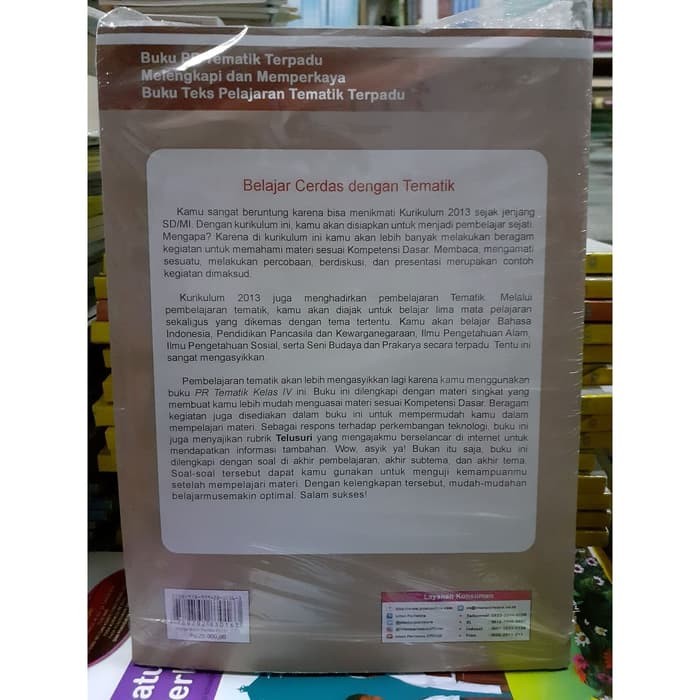 Buku PR Tematik Terpadu
Melengkapi dan Memperkaya
Buku Teks Pelajaran Tematik Terpadu
Belajar Cerdas dengan Tematik
Kamu sangat beruntung karena bisa menikmati Kurikulum 2013 sejak jenjang
SD/MI. Dengan kurikulum ini, kamu akan disiapkan untuk menjadi pembelajar sejati.
Mengapa? Karena di kurikulum ini kamu akan lebih banyak melakukan beragam
kegiatan untuk memahami materi sesuai Kompetensi Dasar. Membaca, mengamati
sesuatu, melakukan percobaan, berdiskusi, dan presentasi merupakan contoh
kegiatan dimaksud.
Kurikulum 2013 juga menghadirkan pembelajaran Tematik. Melalui
pembelajaran tematik, kamu akan diajak untuk belajar lima mata pelajaran
sekaligus yang dikemas dengan tema tertentu. Kamu akan belajar Bahasa
Indonesia, Pendidikan Pancasila dan Kewarganegaraan, Ilmu Pengetahuan Alam,
Ilmu Pengetahuan Sosial, serta Seni Budaya dan Prakarya secara terpadu. Tentu ini
sangat mengasyikkan.
Pembelajaran tematik akan lebih mengasyikkan lagi karena kamu menggunakan
buku PR Tematik Kelas IV ini. Buku ini dilengkapi dengan materi singkat yang
membuat kamu lebih mudah menguasai materi sesuai Kompetensi Dasar. Beragam
kegiatan juga disediakan dalam buku ini untuk mempermudah kamu dalam
mempelajari materi. Sebagai respons terhadap perkembangan teknologi, buku ini
juga menyajikan rubrik Telusuri yang mengajakmu berselancar di internet untuk
mendapatkan informasi tambahan. Wow, asyik ya! Bukan itu saja, buku ini
dilengkapi dengan soal di akhir pembelajaran, akhir subtema, dan akhir tema.
Soal-soal tersebut dapat kamu gunakan untuk menguji kemampuanmu
setelah mempelajari materi. Dengan kelengkapan tersebut, mudah-mudahan
belajarmusemakin optimal. Salam sukses!
Layanan Konsumen